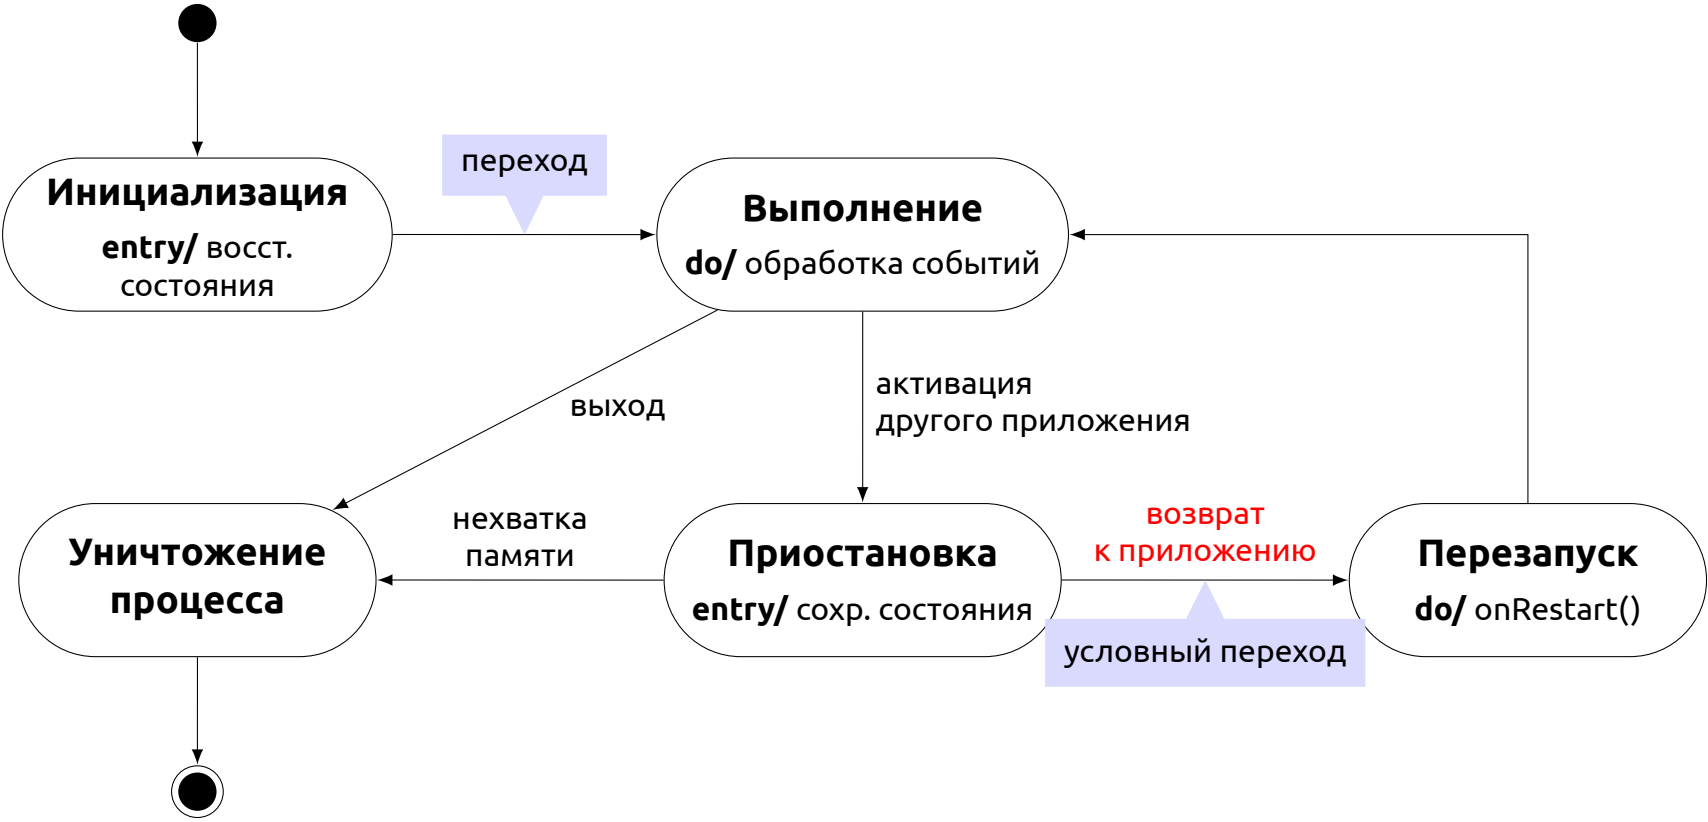 переход
Инициализация
entry/ восст.
состояния
Выполнение
do/ обработка событий
выход
активация
другого приложения
нехватка
памяти
возврат
к приложению
Уничтожение
процесса
Приостановка
entry/ сохр. состояния
Перезапуск
do/ onRestart()
условный переход